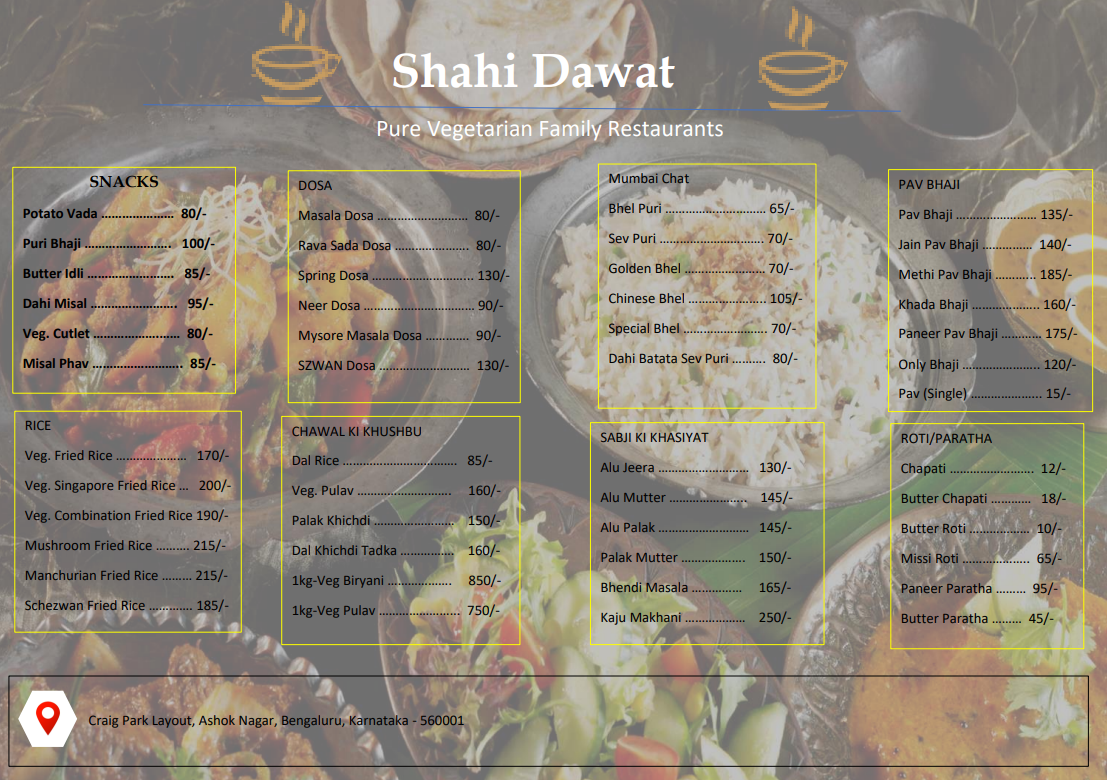 Shahi Dawat
Pure Vegetarian Family Restaurants
SNACKS
Potato Vada ………………… 80/-
Puri Bhaji …………………. 100/-
Butter Idli ………………… 85/-
Dahi Misal …………………. 95/-
Veg. Cutlet ………………… 80/-
Misal Phav ………………….. 85/-
DOSA
Masala Dosa ………………….. 80/-
Rava Sada Dosa ………………. 80/-
Spring Dosa …………………….. 130/-
Neer Dosa ……………………… 90/-
Mysore Masala Dosa ………. 90/-
SZWAN Dosa ………………….. 130/-
Mumbai Chat
Bhel Puri ……………………. 65/-
Sev Puri …………………….. 70/-
Golden Bhel ……………….. 70/-
Chinese Bhel ……………….. 105/-
Special Bhel ………………… 70/-
Dahi Batata Sev Puri ……… 80/-
PAV BHAJI
Pav Bhaji ………………… 135/-
Jain Pav Bhaji ………….. 140/-
Methi Pav Bhaji ……….. 185/-
Khada Bhaji …………….. 160/-
Paneer Pav Bhaji ……….. 175/-
Only Bhaji ………………… 120/-
Pav (Single) ………………. 15/-
RICE
Veg. Fried Rice ……………… 170/-
Veg. Singapore Fried Rice … 200/-
Veg. Combination Fried Rice 190/-
Mushroom Fried Rice ………. 215/-
Manchurian Fried Rice ……… 215/-
Schezwan Fried Rice ………… 185/-
CHAWAL KI KHUSHBU
Dal Rice ……………………….. 85/-
Veg. Pulav …………………….. 160/-
Palak Khichdi ………………… 150/-
Dal Khichdi Tadka ………….. 160/-
1kg-Veg Biryani …………….. 850/-
1kg-Veg Pulav ………………… 750/-
SABJI KI KHASIYAT
Alu Jeera ………………….. 130/-
Alu Mutter ……………….. 145/-
Alu Palak ………………….. 145/-
Palak Mutter …………….. 150/-
Bhendi Masala ………….. 165/-
Kaju Makhani …………… 250/-
ROTI/PARATHA
Chapati ………………….. 12/-
Butter Chapati ………… 18/-
Butter Roti …………….. 10/-
Missi Roti ……………… 65/-
Paneer Paratha …….. 95/-
Butter Paratha ……… 45/-
Craig Park Layout, Ashok Nagar, Bengaluru, Karnataka - 560001